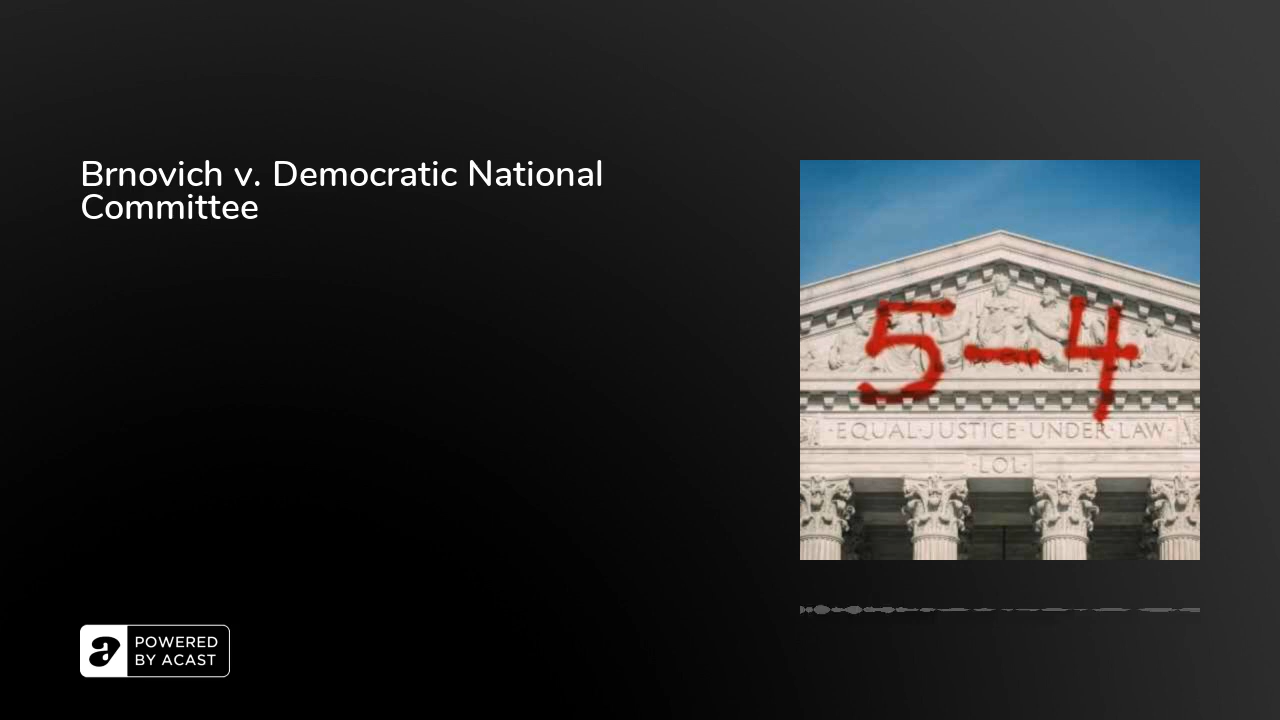 Brnovich v. Democratic National
Committee
5-4
·EQUAL·JUSTICE·UNDER·LAW·
·LOL·
a POWERED
BY ACAST